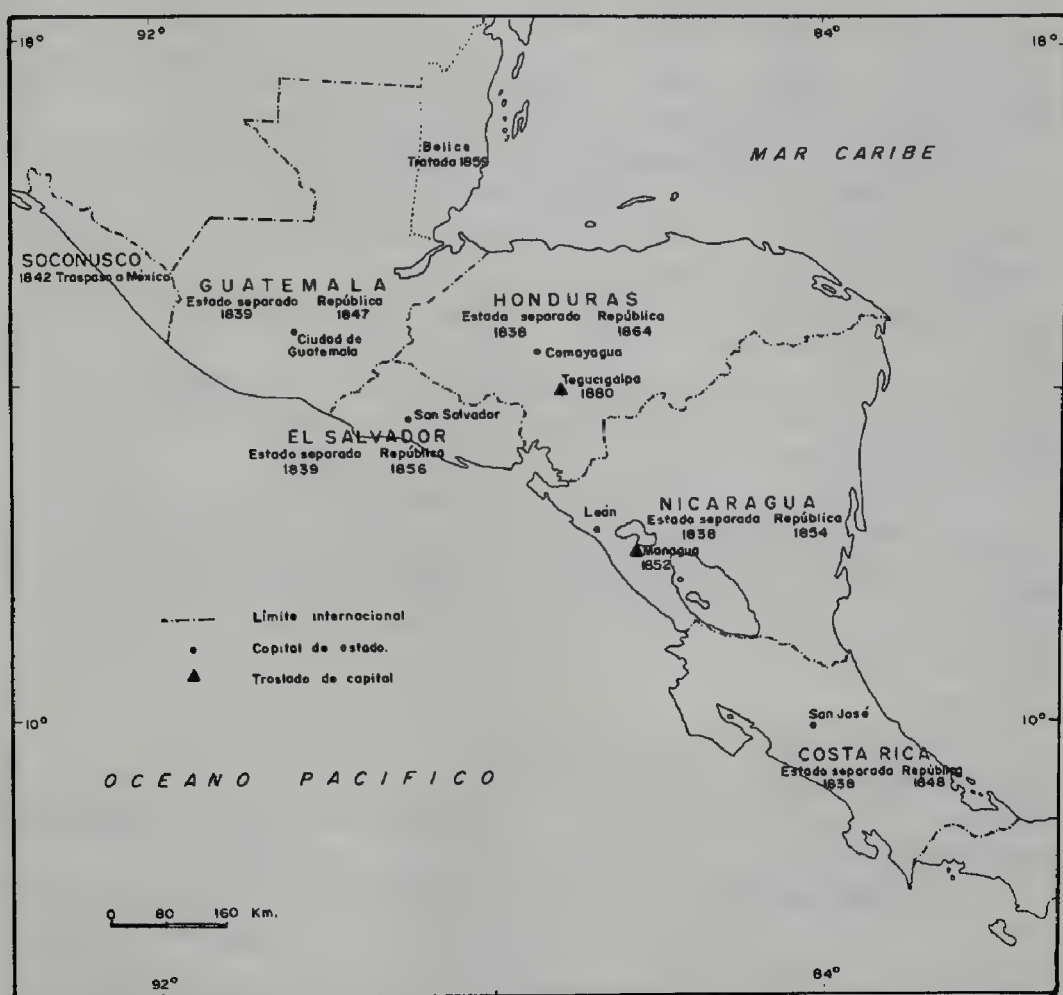 92° 84°
18° 18°
Belice
Tratado 1859
MAR CARIBE
SOCONUSCO
1842 Traspaso a Mexico
GUATEMALA
Estado separado República
1839 1847
Ciudad de
Guatemala
HONDURAS
Estado separado República
1838 1864
Comayagua
Tegucigalpa
1880
San Salvador
EL SALVADOR
Estado separado República
1839 1856
León
NICARAGUA
Estado separado República
1838 1854
Managua
1852
Límite internacional
Capital de estado.
Traslado de capital
10° 10°
San José
COSTA RICA
Estado separado República
1838 1848
OCEANO PACIFICO
0 80 160 Km.
92° 84°